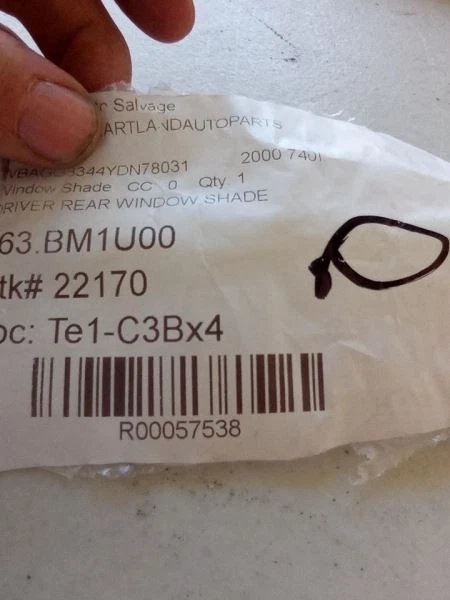 Salvage
ARTLANDAUTOPARTS
3344YDN78031 2000 740I
Window Shade CC 0 Qty. 1
DRIVER REAR WINDOW SHADE
63.BM1U00
tk# 22170
oc: Te1-C3Bx4
R00057538